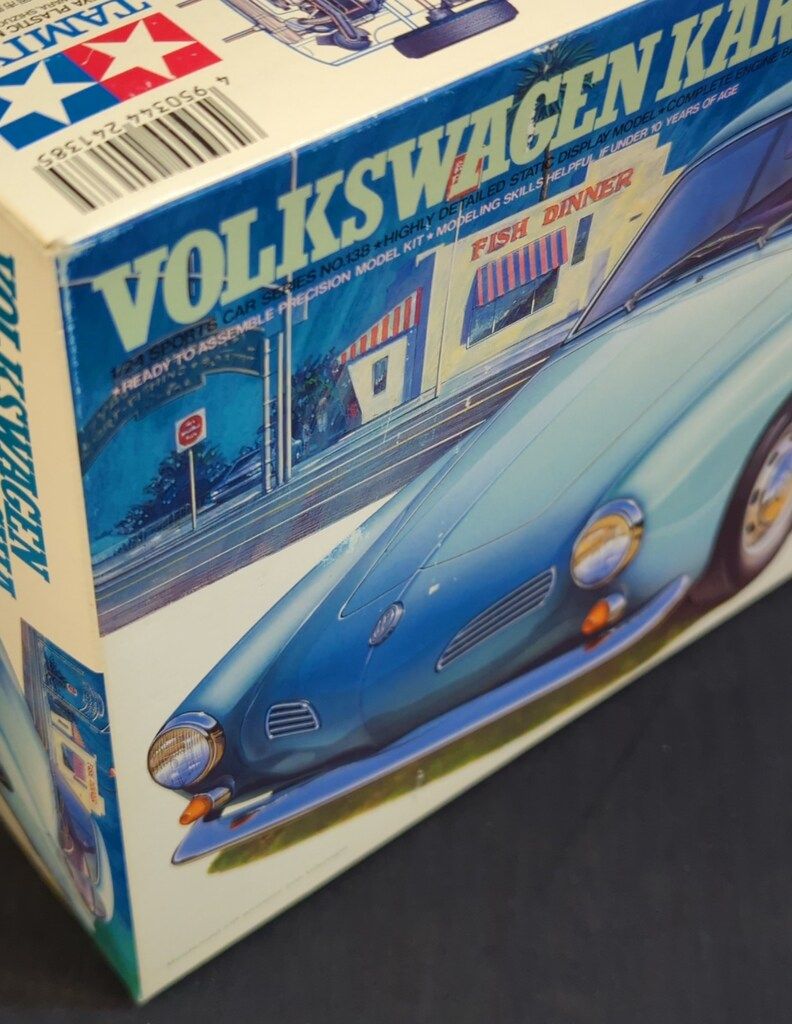 TAMIYA
4 950344 241385
VOLKSWAGEN KAR
1/24 SPORTS CAR SERIES NO.138 ★ HIGHLY DETAILED STATIC DISPLAY MODEL ★ COMPLETE ENGINE BA
★ READY TO ASSEMBLE PRECISION MODEL KIT ★ MODELING SKILLS HELPFUL IF UNDER 10 YEARS OF AGE
FISH DINNER
VOLKSWAGEN